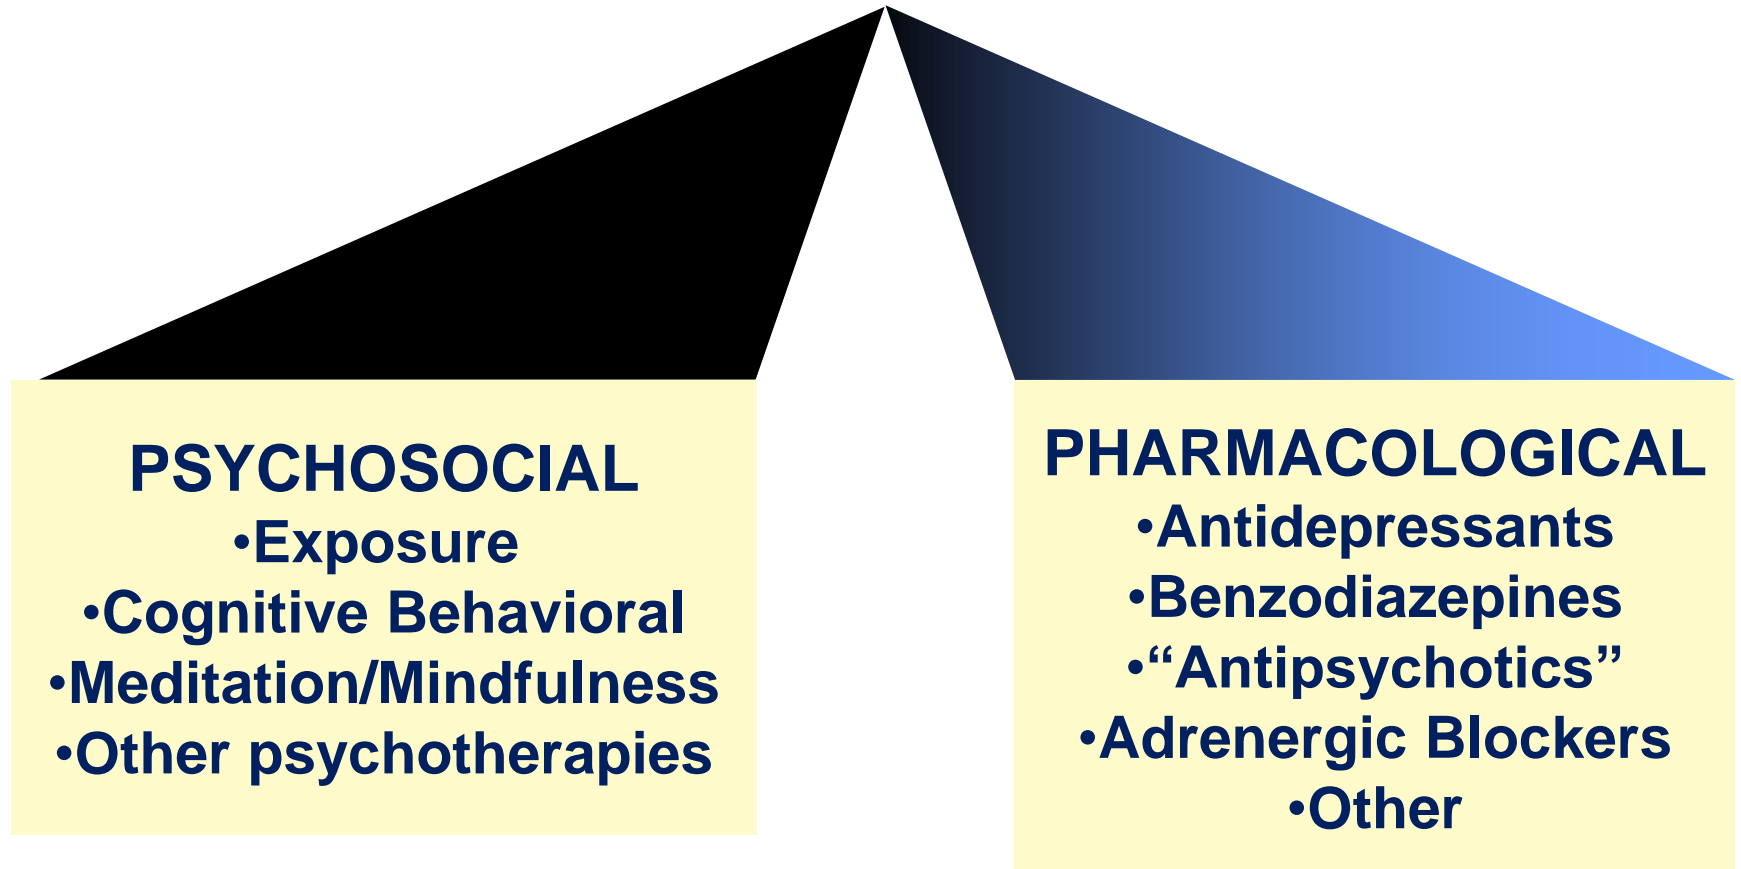 PSYCHOSOCIAL
•Exposure
•Cognitive Behavioral
•Meditation/Mindfulness
•Other psychotherapies
PHARMACOLOGICAL
•Antidepressants
•Benzodiazepines
•“Antipsychotics”
•Adrenergic Blockers
•Other